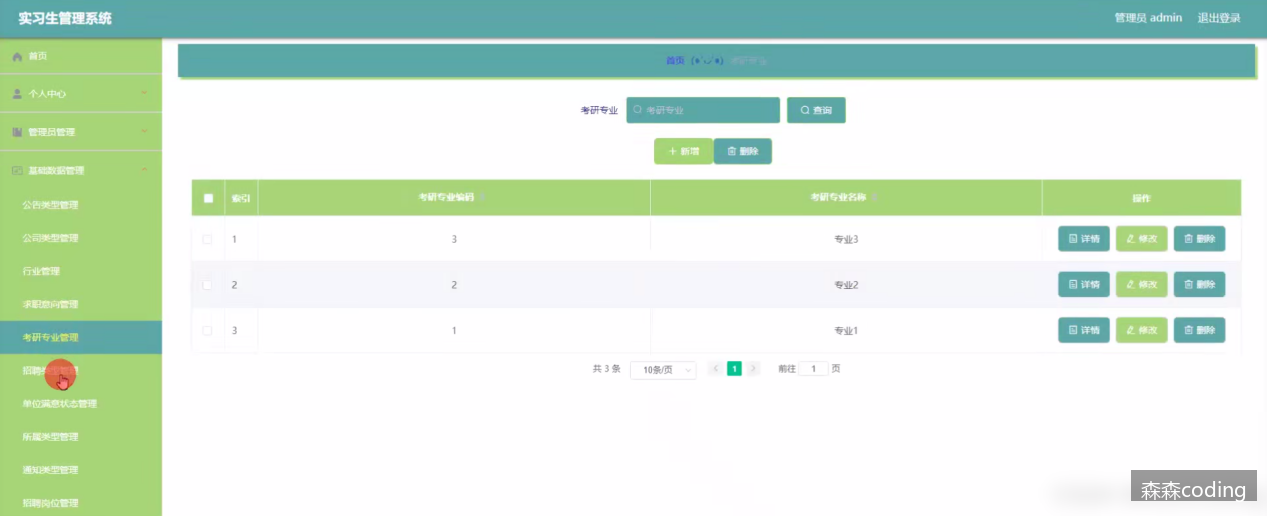 实习生管理系统
管理员 admin 退出登录
首页
个人中心
管理员管理
基础数据管理
公告类型管理
公司类型管理
行业管理
求职意向管理
考研专业管理
单位满意状态管理
所属类型管理
通知类型管理
招聘岗位管理
首页 (●'◡'●)
考研专业 考研专业 查询
+ 新增 删除
索引 考研专业编码 考研专业名称 操作
1 3 专业3 详情 修改 删除
2 2 专业2 详情 修改 删除
3 1 专业1 详情 修改 删除
共 3 条 10条/页 < 1 > 前往 1 页
森森coding